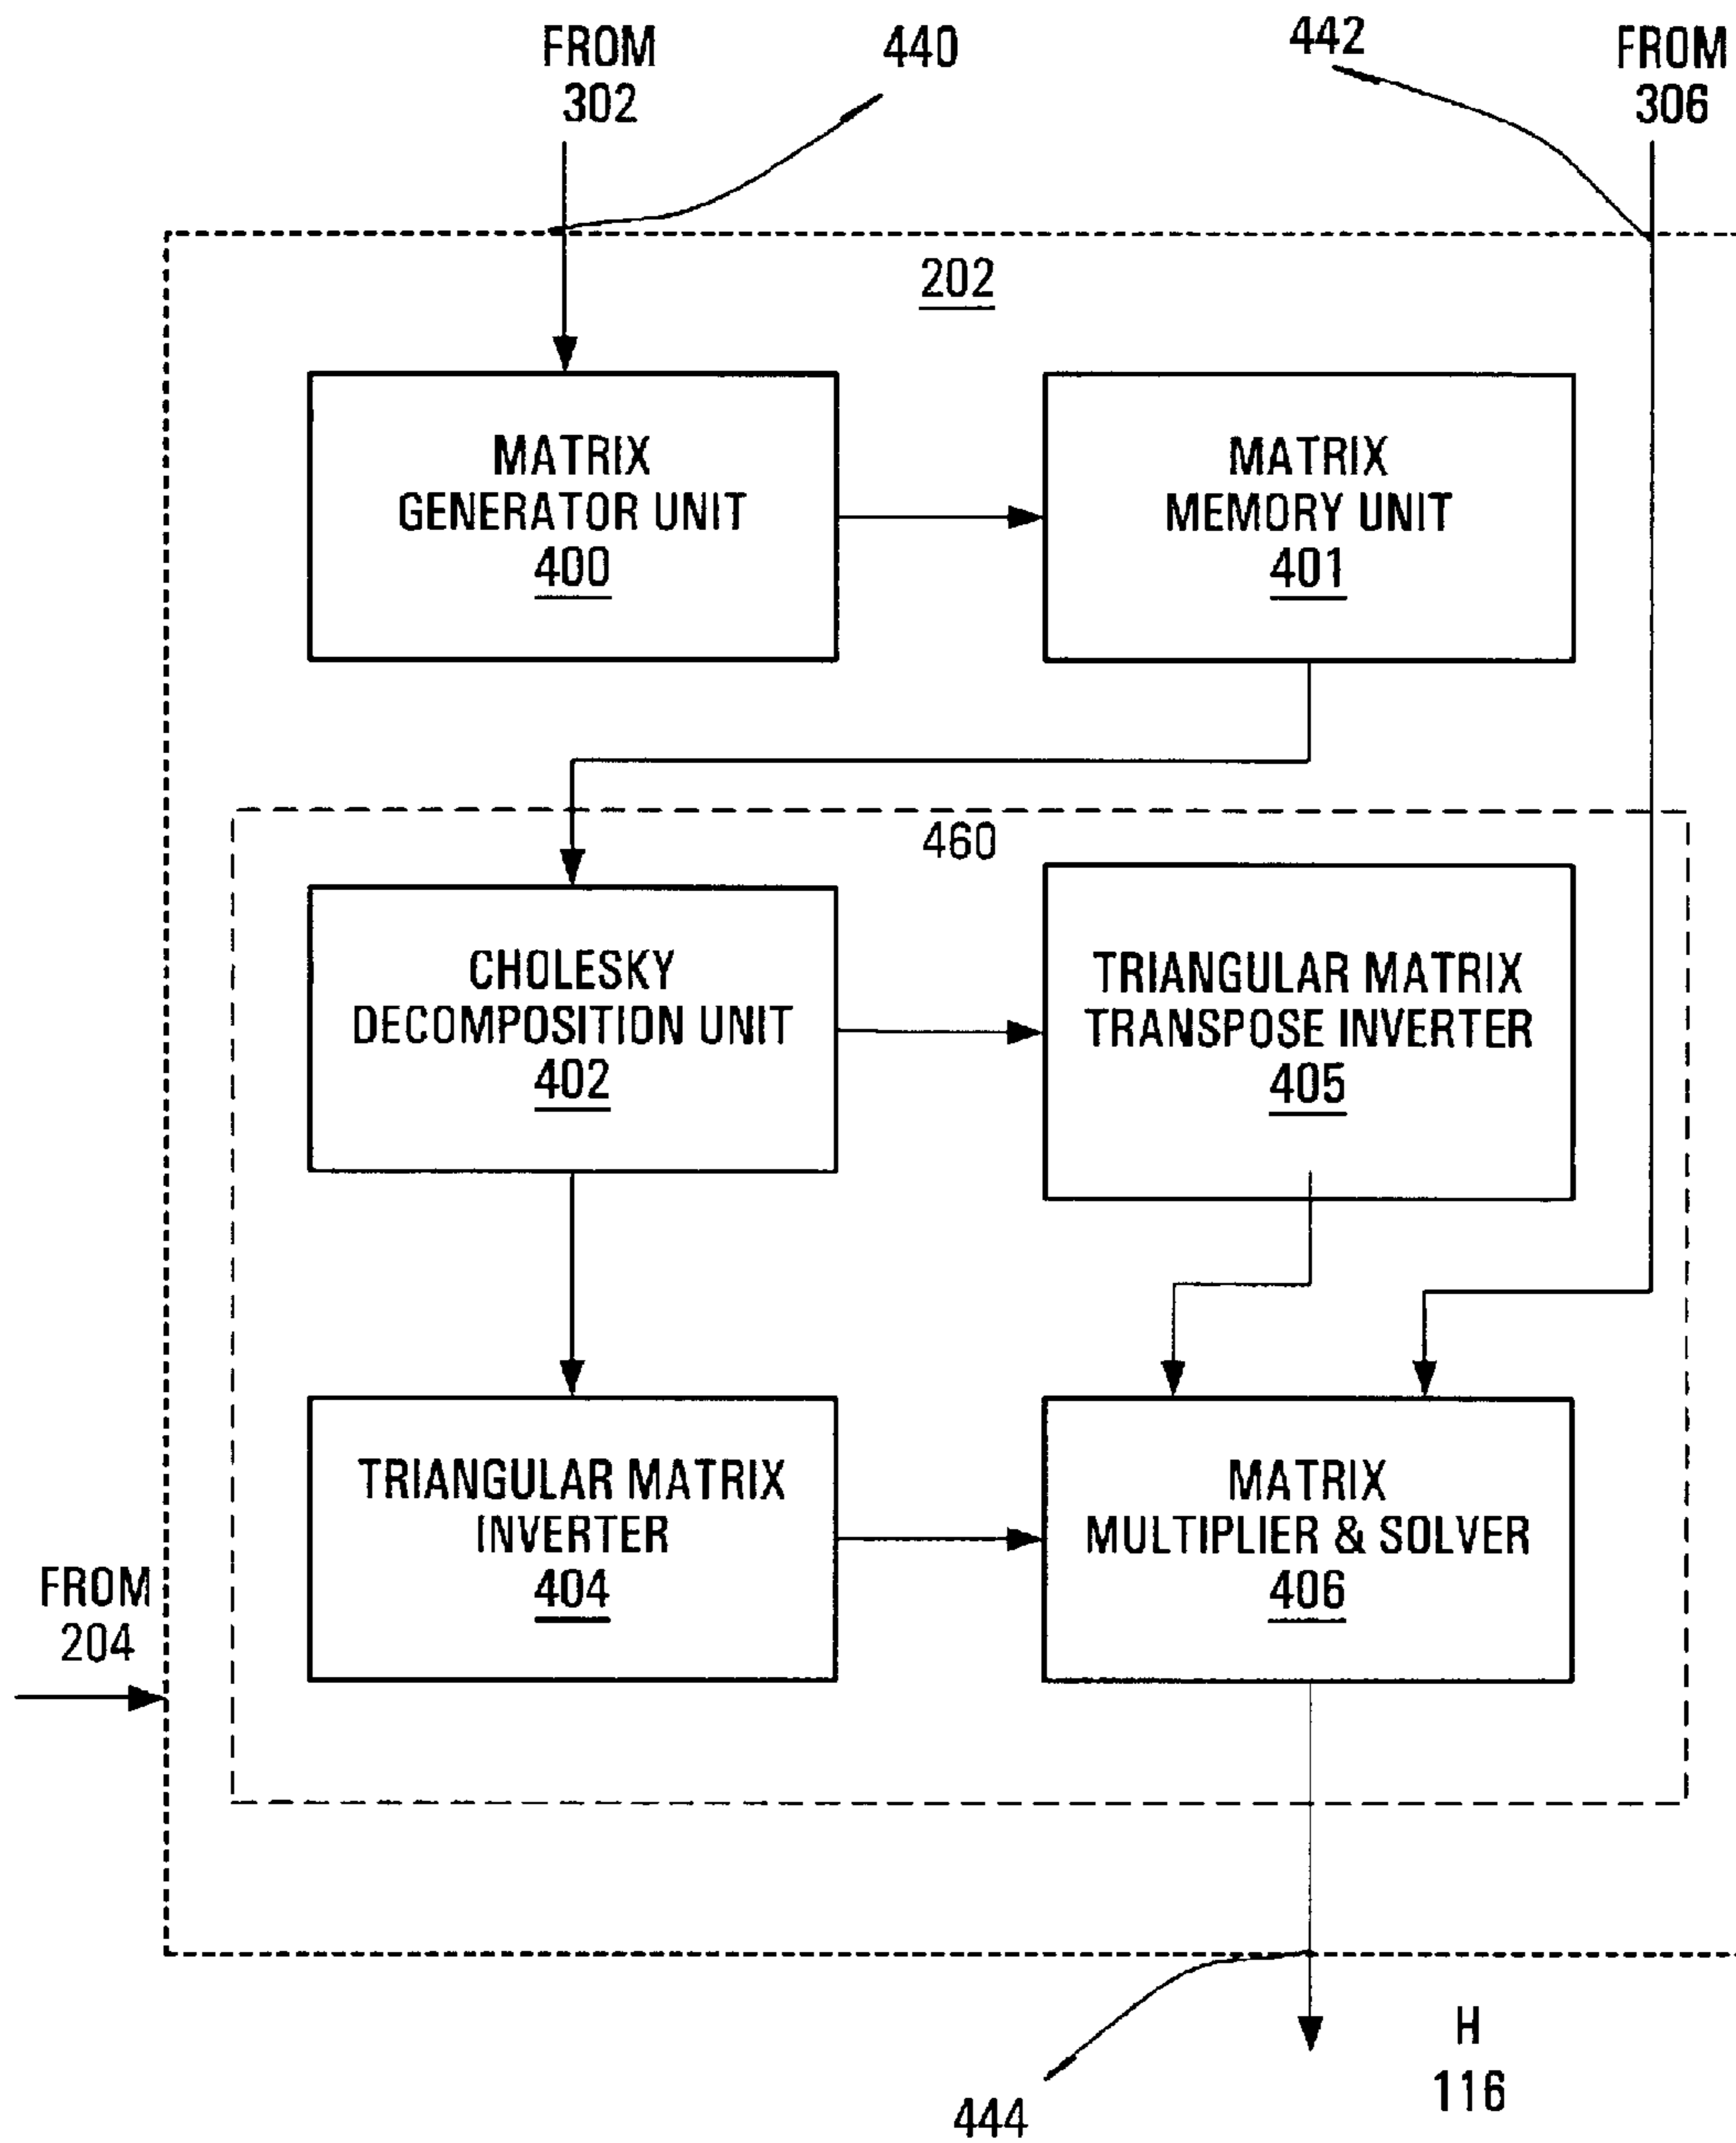 FROM
302
440
442
FROM
306
202
MATRIX
GENERATOR UNIT
400
MATRIX
MEMORY UNIT
401
460
CHOLESKY
DECOMPOSITION UNIT
402
TRIANGULAR MATRIX
TRANSPOSE INVERTER
405
TRIANGULAR MATRIX
INVERTER
404
MATRIX
MULTIPLIER & SOLVER
406
FROM
204
H
116
444